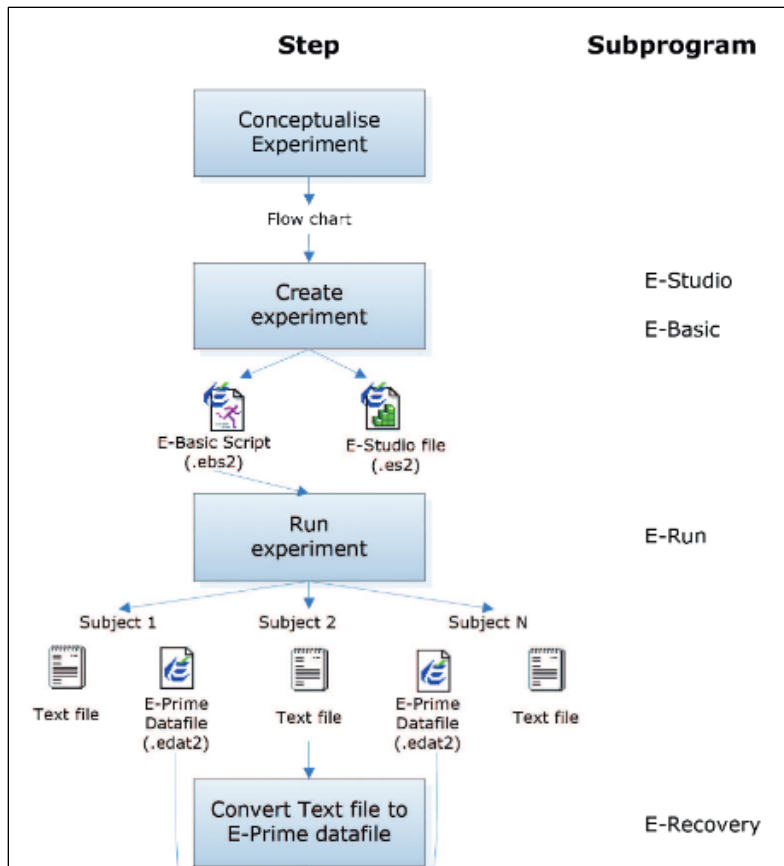 Step Subprogram
Conceptualise
Experiment
Flow chart
Create
experiment
E-Studio
E-Basic
E-Basic Script
(.ebs2)
E-Studio file
(.es2)
Run
experiment
E-Run
Subject 1 Subject 2 Subject N
Text file
E-Prime
Datafile
(.edat2)
Text file
E-Prime
Datafile
(.edat2)
Text file
Convert Text file to
E-Prime datafile
E-Recovery